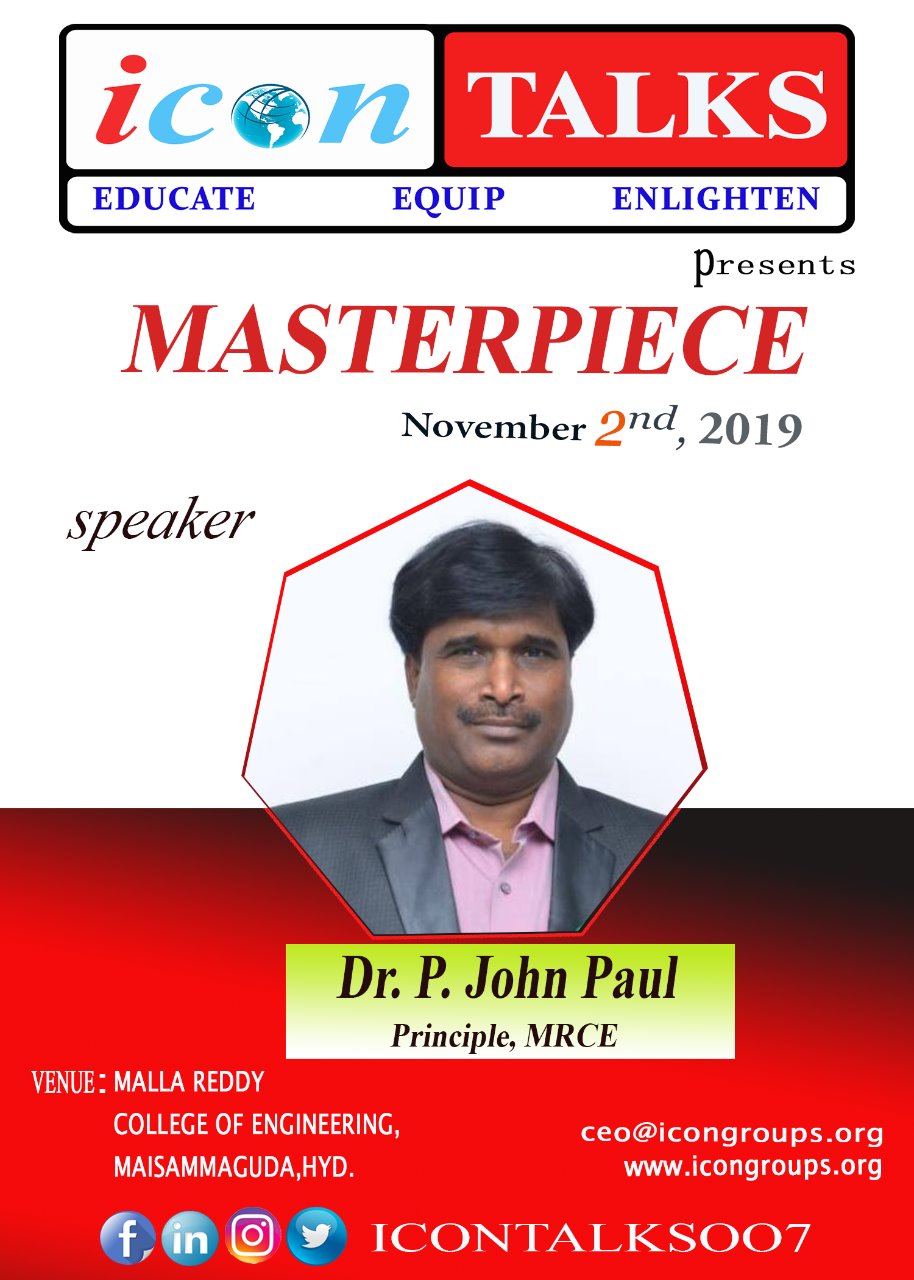 icon TALKS
EDUCATE EQUIP ENLIGHTEN
presents
MASTERPIECE
November 2nd, 2019
speaker
Dr. P. John Paul
Principle, MRCE
VENUE : MALLA REDDY
COLLEGE OF ENGINEERING,
MAISAMMAGUDA,HYD.
ceo@icongroups.org
www.icongroups.org
ICONTALKS007